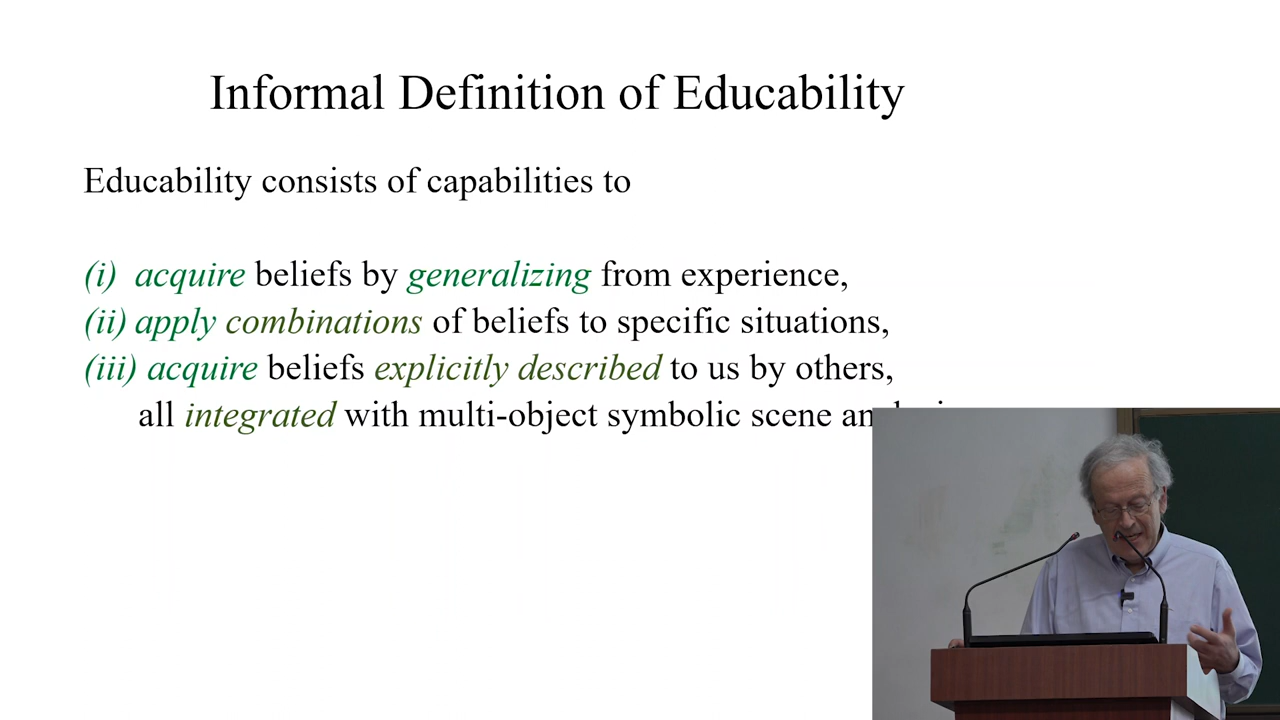 Informal Definition of Educability
Educability consists of capabilities to
(i) acquire beliefs by generalizing from experience,
(ii) apply combinations of beliefs to specific situations,
(iii) acquire beliefs explicitly described to us by others,
all integrated with multi-object symbolic scene